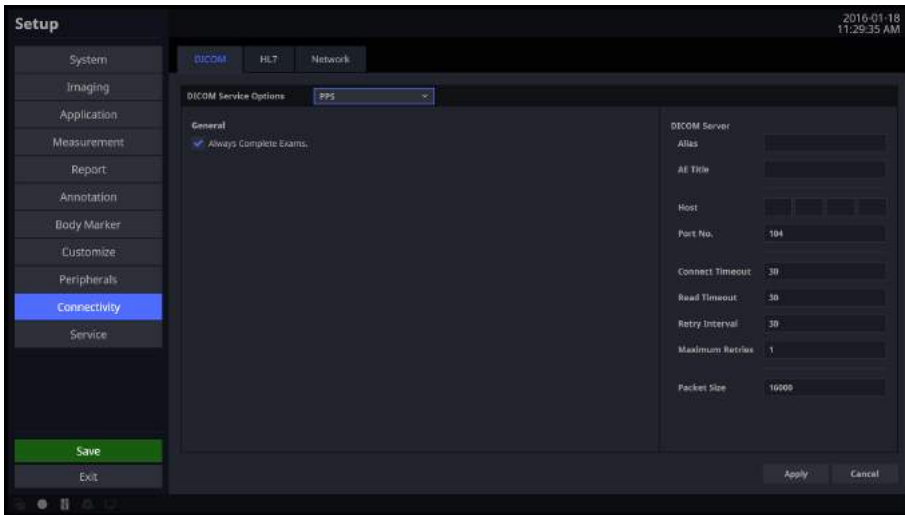 Setup
2016-01-18
11:29:35 AM
System
Imaging
Application
Measurement
Report
Annotation
Body Marker
Customize
Peripherals
Connectivity
Service
Save
Exit
DICOM HL7 Network
DICOM Service Options PPS
General
Always Complete Exams.
DICOM Server
Alias
AE Title
Host
Port No. 104
Connect Timeout 30
Read Timeout 30
Retry Interval 30
Maximum Retries 1
Packet Size 16000
Apply Cancel